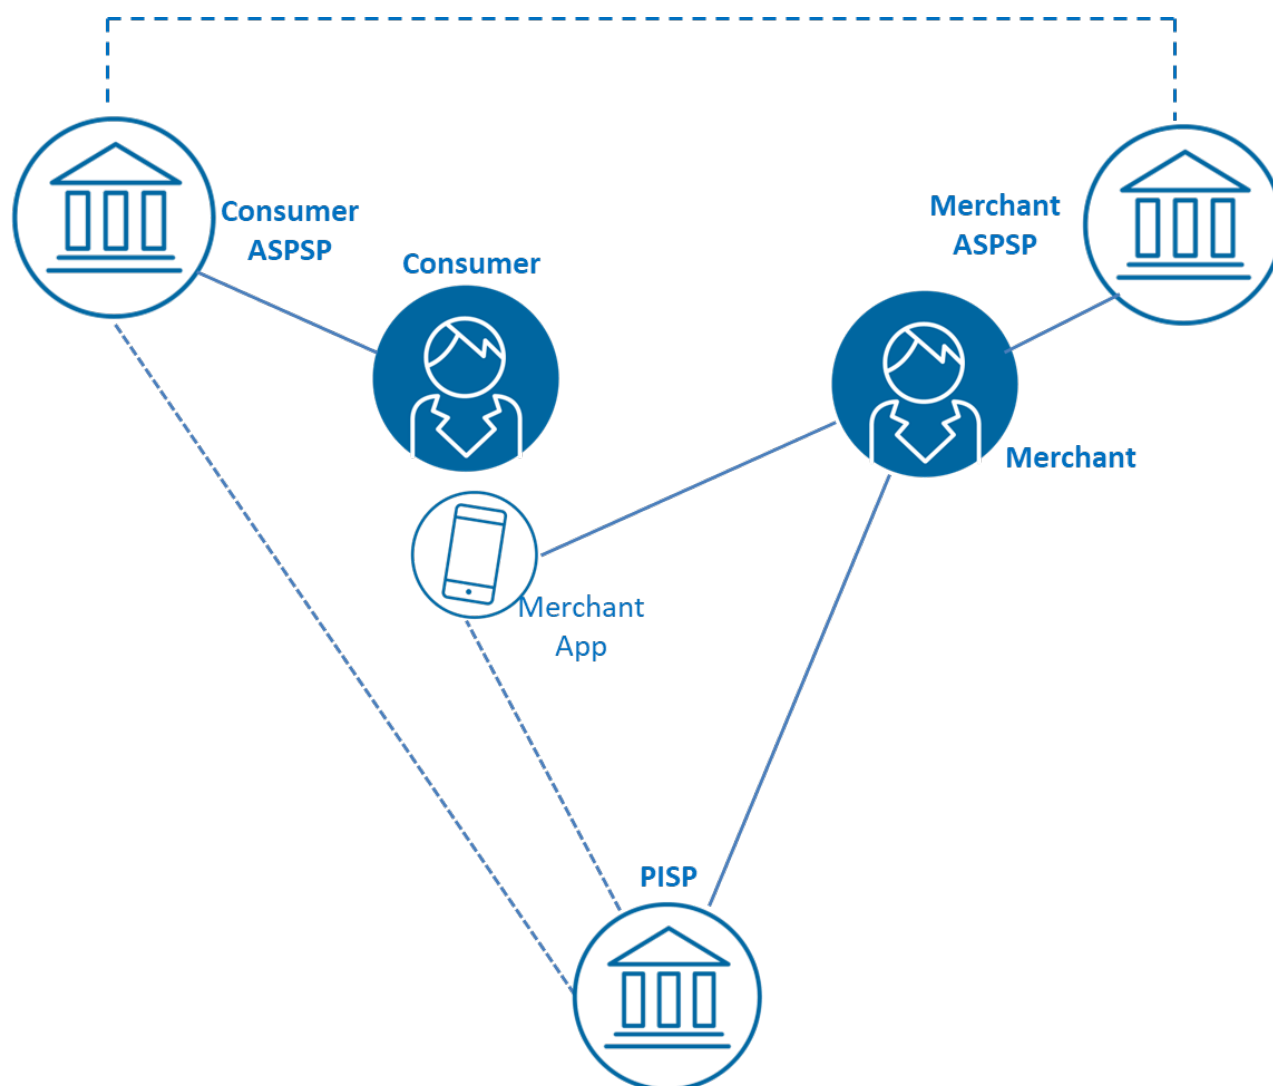 Consumer
ASPSP
Merchant
ASPSP
Consumer
Merchant
Merchant
App
PISP